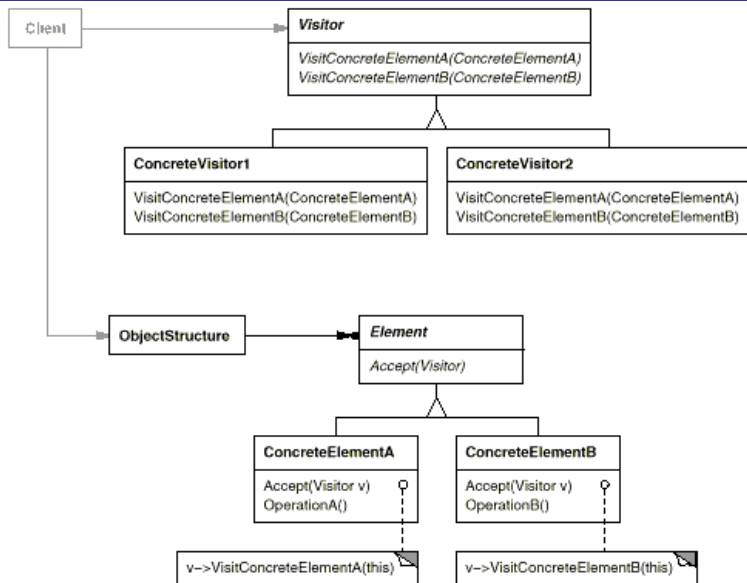 Client
Visitor
VisitConcreteElementA(ConcreteElementA)
VisitConcreteElementB(ConcreteElementB)
ConcreteVisitor1
VisitConcreteElementA(ConcreteElementA)
VisitConcreteElementB(ConcreteElementB)
ConcreteVisitor2
VisitConcreteElementA(ConcreteElementA)
VisitConcreteElementB(ConcreteElementB)
ObjectStructure
Element
Accept(Visitor)
ConcreteElementA
Accept(Visitor v)
OperationA()
ConcreteElementB
Accept(Visitor v)
OperationB()
v->VisitConcreteElementA(this)
v->VisitConcreteElementB(this)